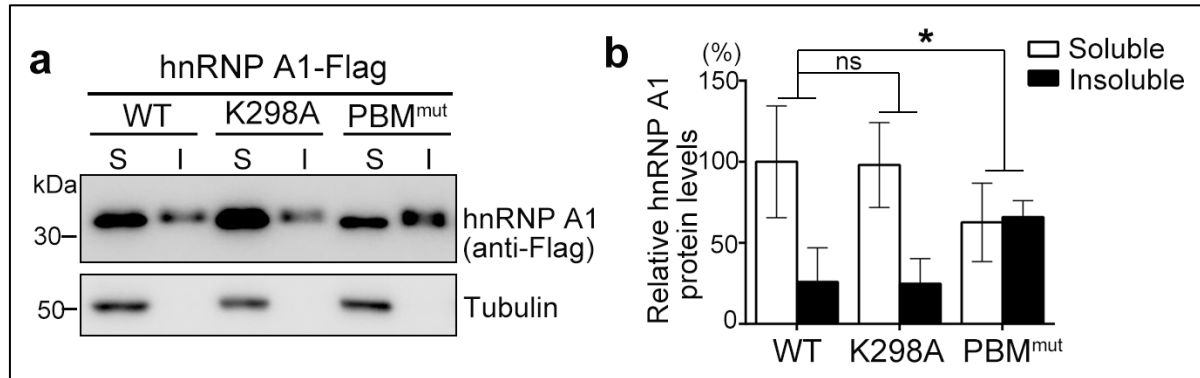 a
hnRNP A1-Flag
WT K298A PBMmut
S I S I S I
kDa
30
hnRNP A1
(anti-Flag)
50
Tubulin
b
(%)
Relative hnRNP A1
protein levels
150
100
50
0
*
ns
Soluble
Insoluble
WT K298A PBMmut